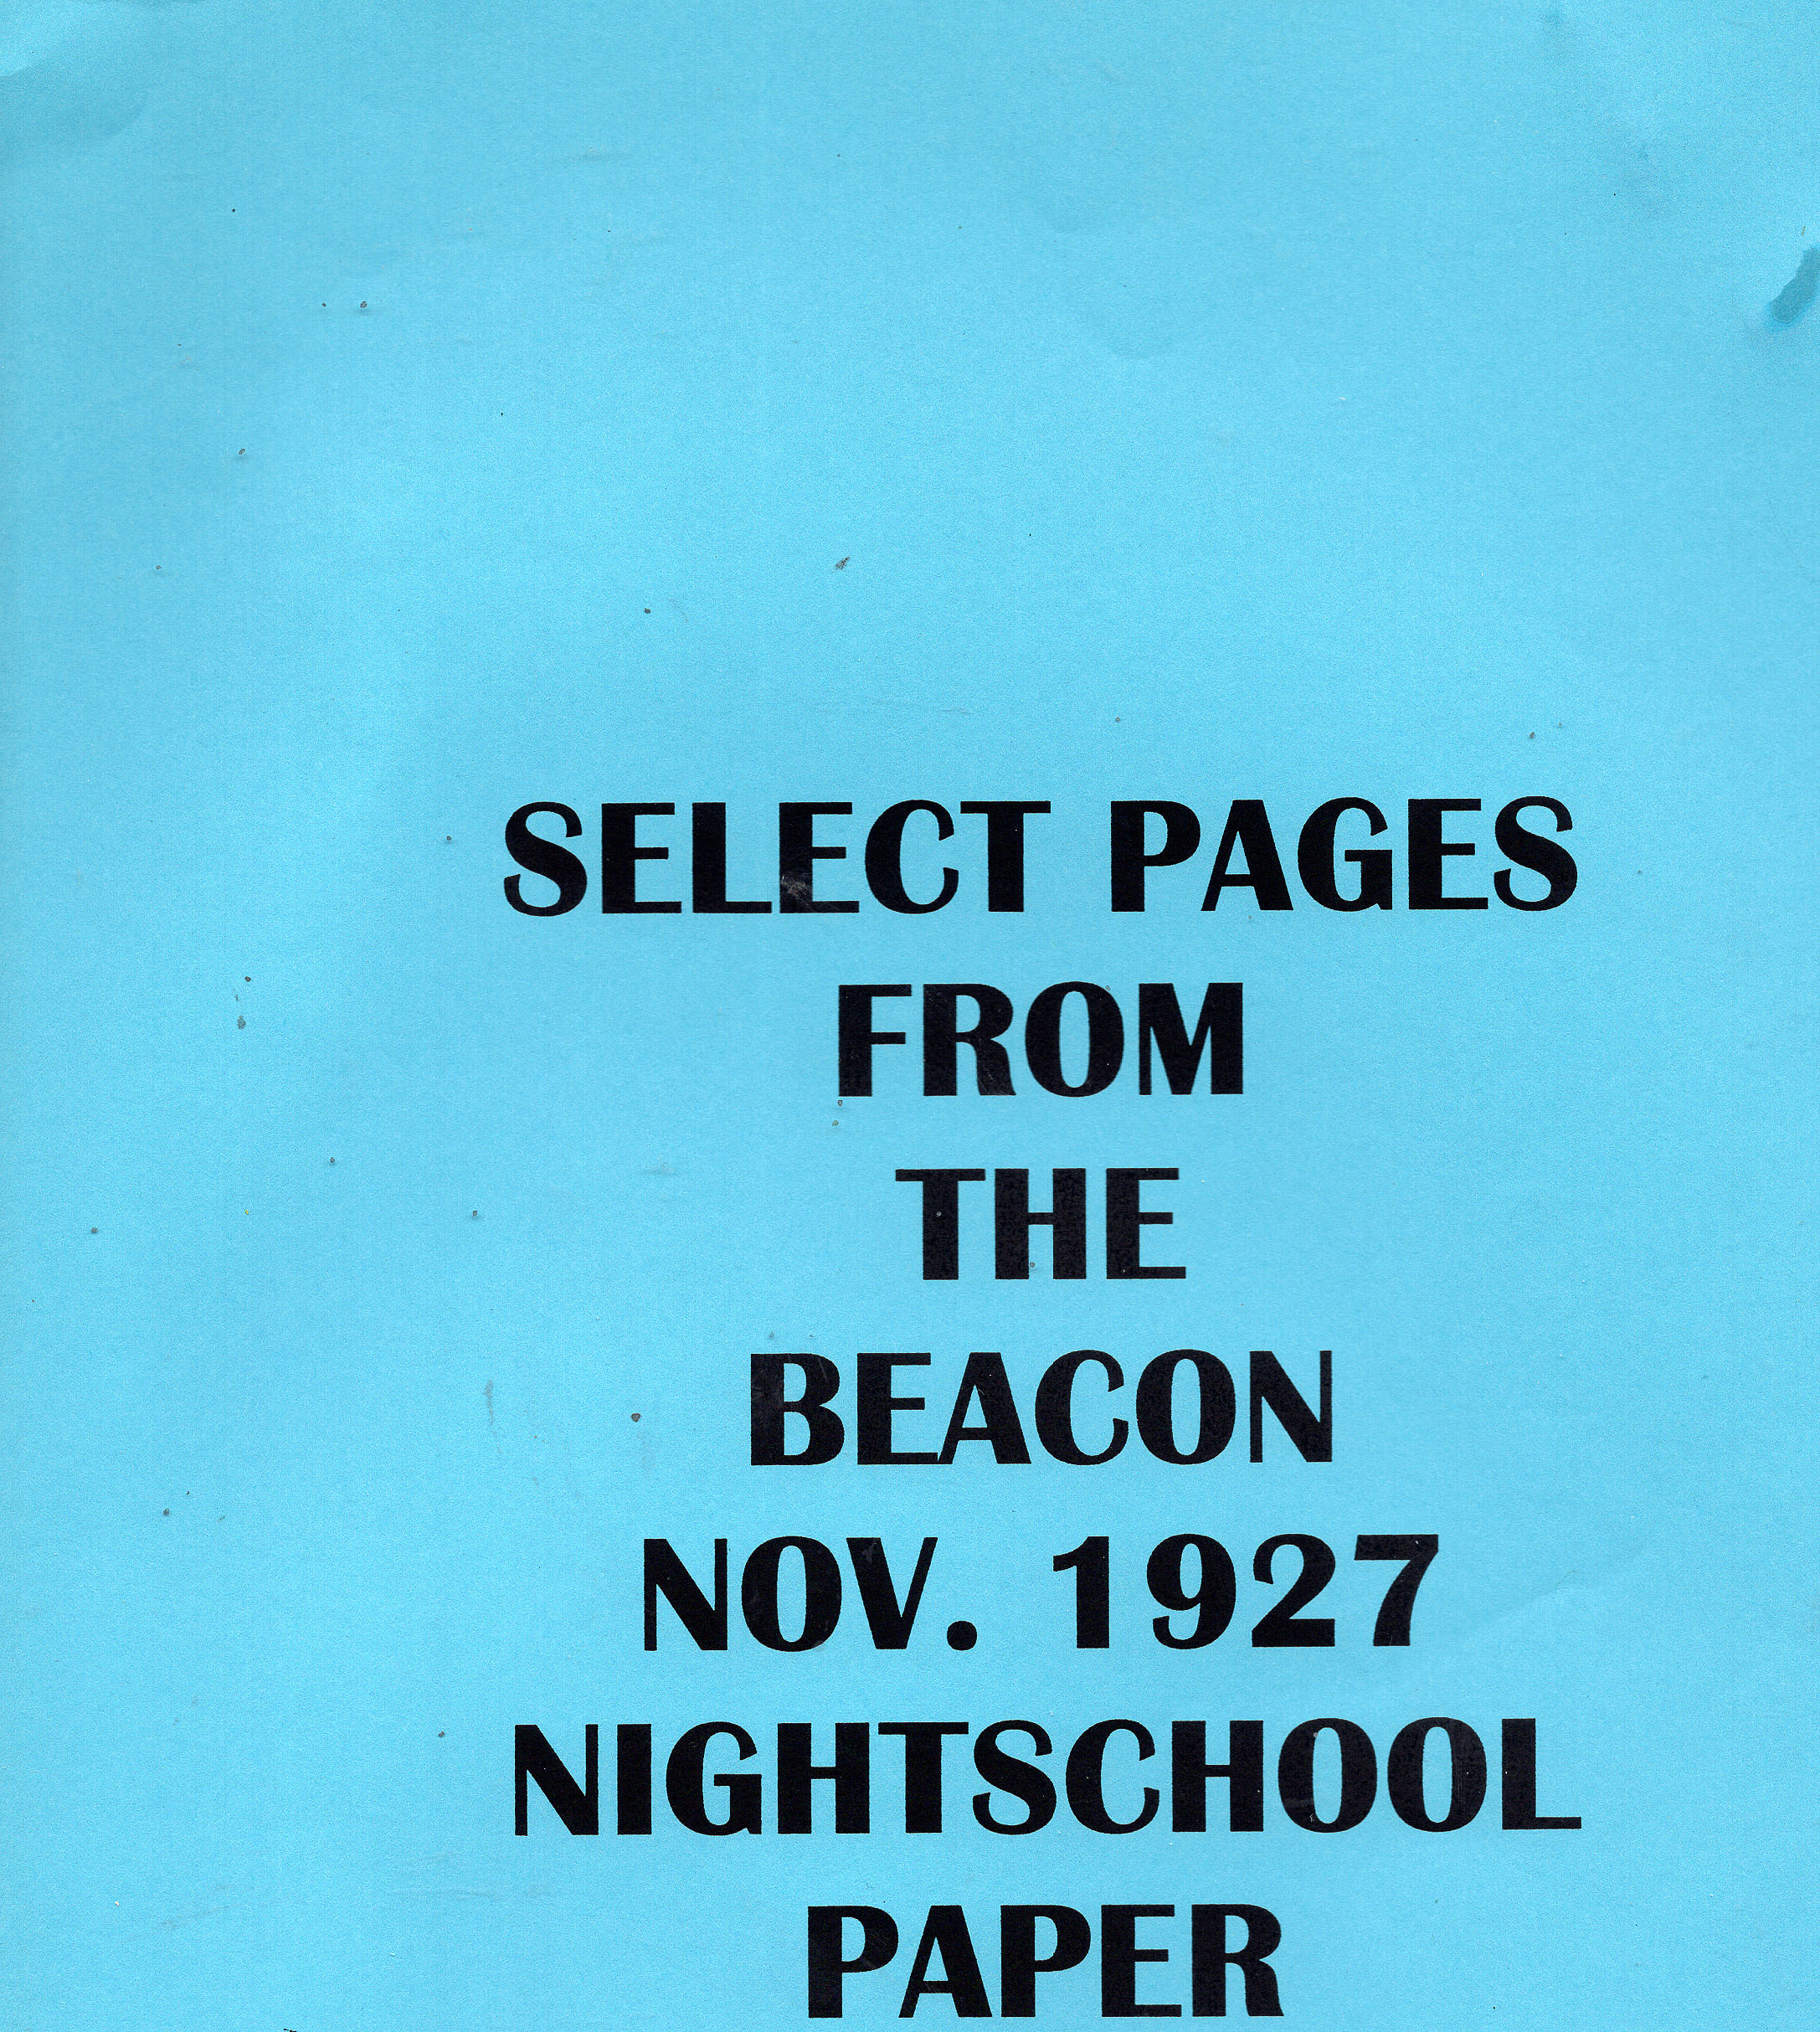 SELECT PAGES
FROM
THE
BEACON
NOV. 1927
NIGHTSCHOOL
PAPER